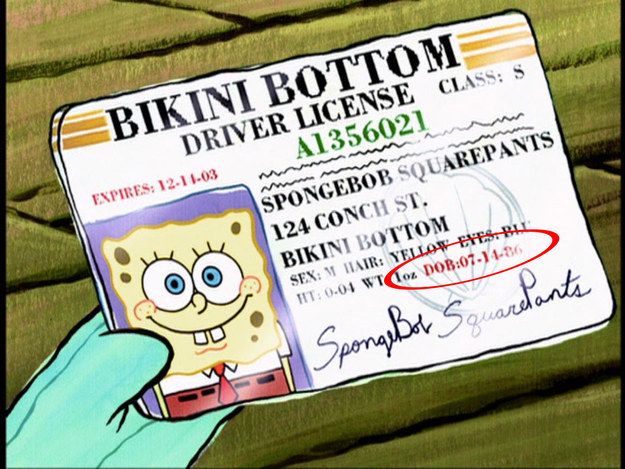 BIKINI BOTTOM
DRIVER LICENSE CLASS: S
A1356021
EXPIRES: 12-14-03
SPONGEBOB SQUAREPANTS
124 CONCH ST.
BIKINI BOTTOM
SEX: M HAIR: YELLOW EYES:
HT: 0-04 WT: 1oz DOB:07-14-86
SpongeBob SquarePants